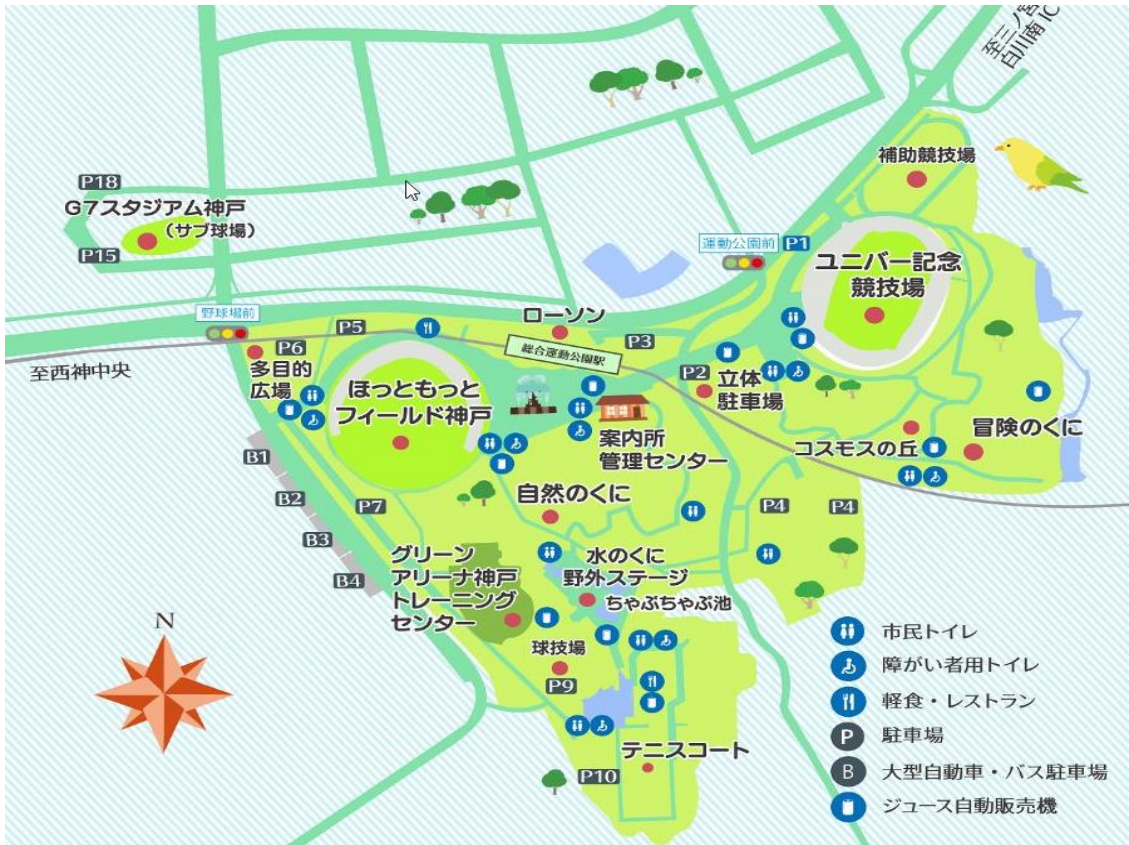 至三ノ宮
白川南IC
補助競技場
P18
G7スタジアム神戸
(サブ球場)
P15
運動公園前
P1
ユニバー記念
競技場
野球場前
P5
ローソン
P3
総合運動公園駅
P6
至西神中央
多目的
広場
ほっともっと
フィールド神戸
P2
立体
駐車場
案内所
管理センター
コスモスの丘
冒険のくに
B1
B2
B3
B4
P7
自然のくに
P4
P4
グリーン
アリーナ神戸
トレーニング
センター
水のくに
野外ステージ
ちゃぷちゃぷ池
球技場
P9
テニスコート
P10
N
市民トイレ
障がい者用トイレ
軽食・レストラン
P 駐車場
B 大型自動車・バス駐車場
ジュース自動販売機